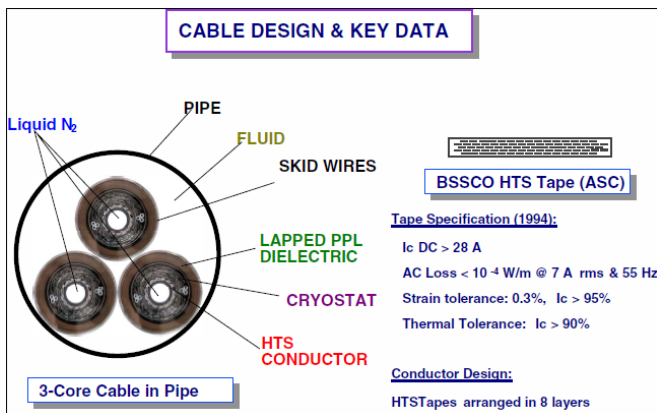 CABLE DESIGN & KEY DATA
PIPE
Liquid N2
FLUID
SKID WIRES
LAPPED PPL
DIELECTRIC
CRYOSTAT
HTS
CONDUCTOR
3-Core Cable in Pipe
BSSCO HTS Tape (ASC)
Tape Specification (1994):
Ic DC > 28 A
AC Loss < 10 -4 W/m @ 7 A rms & 55 Hz
Strain tolerance: 0.3%, Ic > 95%
Thermal Tolerance: Ic > 90%
Conductor Design:
HTSTapes arranged in 8 layers